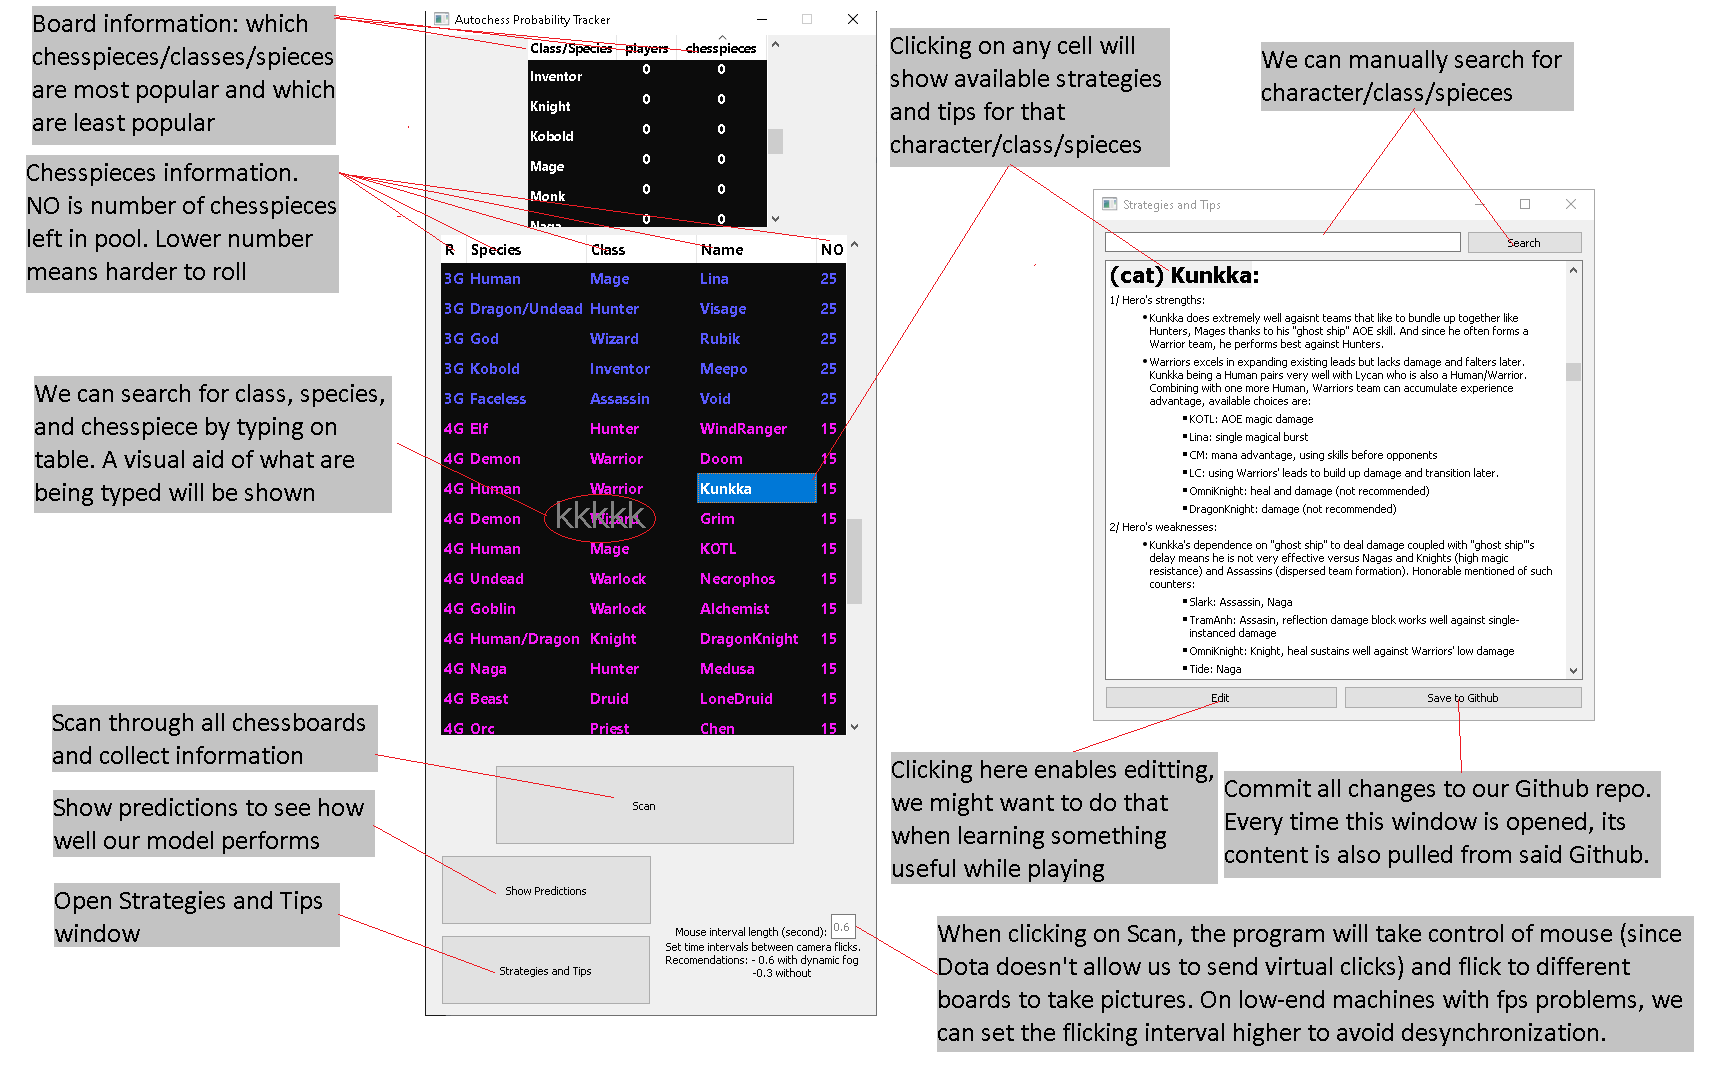 Board information: which
chesspieces/classes/spieces
are most popular and which
are least popular
Chesspieces information.
NO is number of chesspieces
left in pool. Lower number
means harder to roll
We can search for class, species,
and chesspiece by typing on
table. A visual aid of what are
being typed will be shown
Scan through all chessboards
and collect information
Show predictions to see how
well our model performs
Open Strategies and Tips
window
Autochess Probability Tracker
Class/Species players chesspieces
Inventor 0 0
Knight 0 0
Kobold 0 0
Mage 0 0
Monk 0 0
Naga 0 0
R Species Class Name NO
3G Human Mage Lina 25
3G Dragon/Undead Hunter Visage 25
3G God Wizard Rubik 25
3G Kobold Inventor Meepo 25
3G Faceless Assassin Void 25
4G Elf Hunter WindRanger 15
4G Demon Warrior Doom 15
4G Human Warrior Kunkka 15
kkkkk
4G Demon Wizard Grim 15
4G Human Mage KOTL 15
4G Undead Warlock Necrophos 15
4G Goblin Warlock Alchemist 15
4G Human/Dragon Knight DragonKnight 15
4G Naga Hunter Medusa 15
4G Beast Druid LoneDruid 15
4G Orc Priest Chen 15
Scan
Show Predictions
Strategies and Tips
Mouse interval length (second): 0.6
Set time intervals between camera flicks.
Recomendations: - 0.6 with dynamic fog
-0.3 without
Clicking on any cell will
show available strategies
and tips for that
character/class/spieces
We can manually search for
character/class/spieces
Strategies and Tips
Search
(cat) Kunkka:
1/ Hero's strengths:
•Kunkka does extremely well agaisnt teams that like to bundle up together like
Hunters, Mages thanks to his "ghost ship" AOE skill. And since he often forms a
Warrior team, he performs best against Hunters.
•Warriors excels in expanding existing leads but lacks damage and falters later.
Kunkka being a Human pairs very well with Lycan who is also a Human/Warrior.
Combining with one more Human, Warriors team can accumulate experience
advantage, available choices are:
▪KOTL: AOE magic damage
▪Lina: single magical burst
▪CM: mana advantage, using skills before opponents
▪LC: using Warriors' leads to build up damage and transition later.
▪OmniKnight: heal and damage (not recommended)
▪DragonKnight: damage (not recommended)
2/ Hero's weaknesses:
•Kunkka's dependence on "ghost ship" to deal damage coupled with "ghost ship"'s
delay means he is not very effective versus Nagas and Knights (high magic
resistance) and Assassins (dispersed team formation). Honorable mentioned of such
counters:
▪Slark: Assassin, Naga
▪TramAnh: Assasin, reflection damage block works well against single-
instanced damage
▪OmniKnight: Knight, heal sustains well against Warriors' low damage
▪Tide: Naga
Edit
Save to Github
Clicking here enables editting,
we might want to do that
when learning something
useful while playing
Commit all changes to our Github repo.
Every time this window is opened, its
content is also pulled from said Github.
When clicking on Scan, the program will take control of mouse (since
Dota doesn't allow us to send virtual clicks) and flick to different
boards to take pictures. On low-end machines with fps problems, we
can set the flicking interval higher to avoid desynchronization.